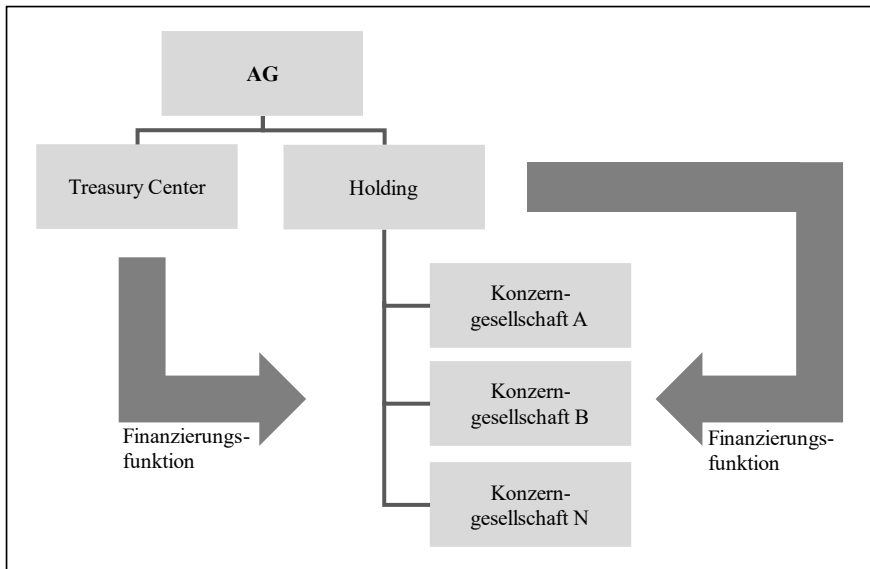 AG
Treasury Center
Holding
Konzern-
gesellschaft A
Konzern-
gesellschaft B
Finanzierungs-
funktion
Finanzierungs-
funktion
Konzern-
gesellschaft N